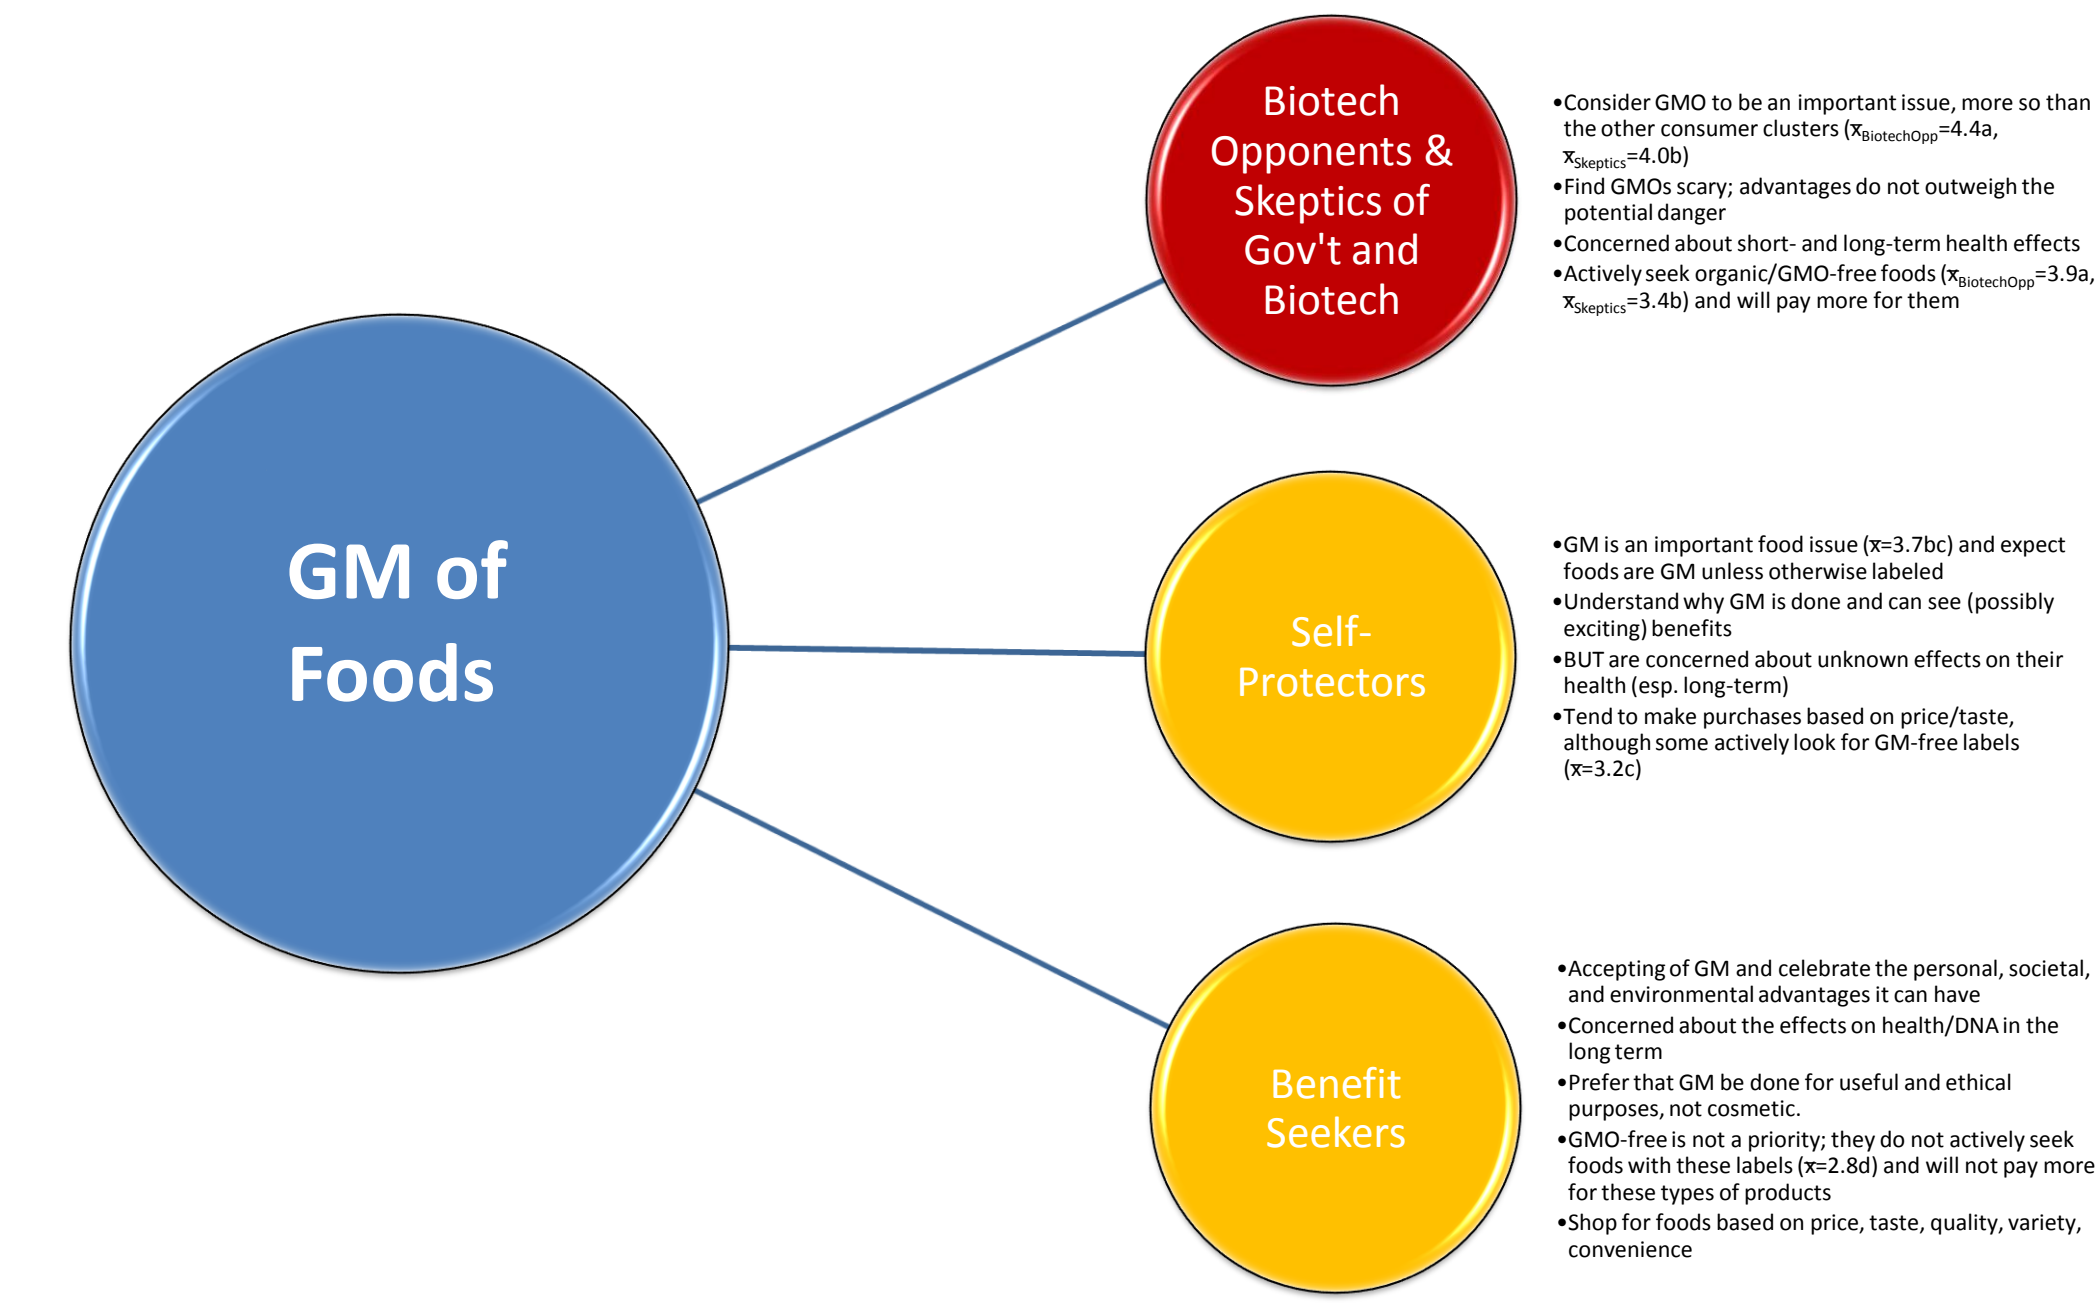 GM of
Foods
Biotech
Opponents &
Skeptics of
Gov't and
Biotech
•Consider GMO to be an important issue, more so than
the other consumer clusters (x̅BiotechOpp=4.4a,
x̅Skeptics=4.0b)
•Find GMOs scary; advantages do not outweigh the
potential danger
•Concerned about short- and long-term health effects
•Actively seek organic/GMO-free foods (x̅BiotechOpp=3.9a,
x̅Skeptics=3.4b) and will pay more for them
Self-
Protectors
•GM is an important food issue (x̅=3.7bc) and expect
foods are GM unless otherwise labeled
•Understand why GM is done and can see (possibly
exciting) benefits
•BUT are concerned about unknown effects on their
health (esp. long-term)
•Tend to make purchases based on price/taste,
although some actively look for GM-free labels
(x̅=3.2c)
Benefit
Seekers
•Accepting of GM and celebrate the personal, societal,
and environmental advantages it can have
•Concerned about the effects on health/DNA in the
long term
•Prefer that GM be done for useful and ethical
purposes, not cosmetic.
•GMO-free is not a priority; they do not actively seek
foods with these labels (x̅=2.8d) and will not pay more
for these types of products
•Shop for foods based on price, taste, quality, variety,
convenience